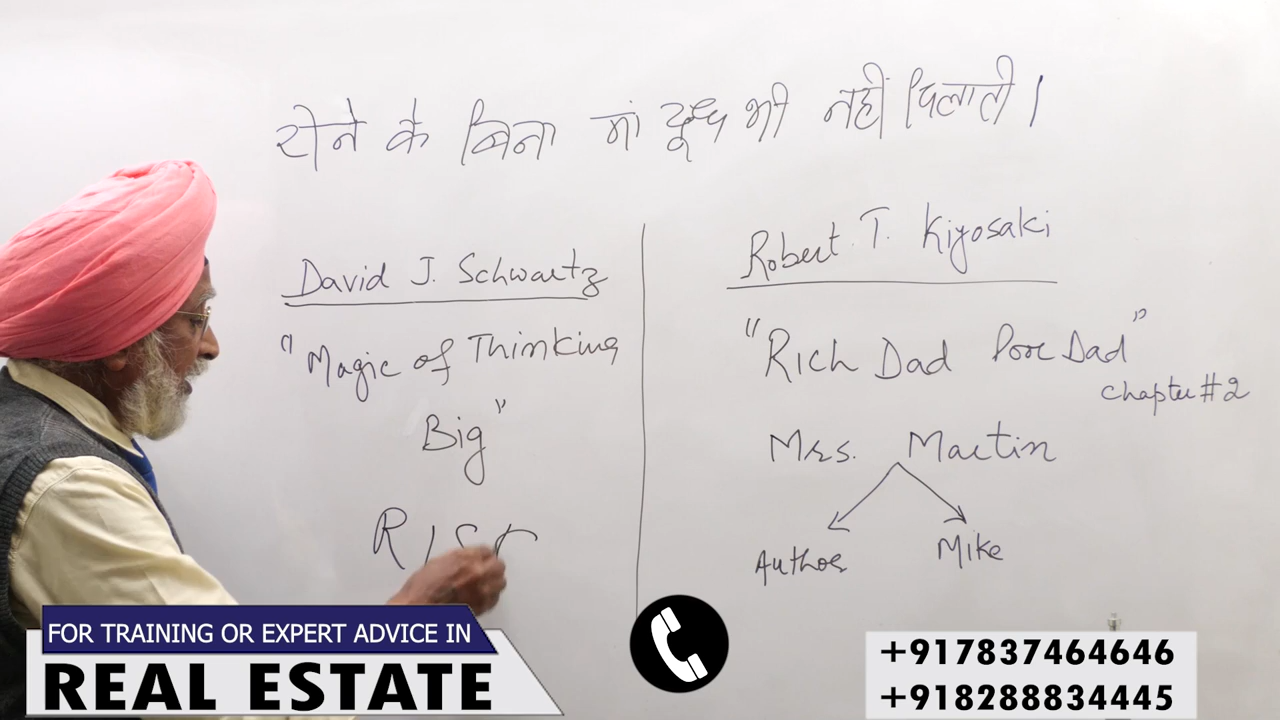 रोने के बिना मां दूध भी नहीं पिलाती।
David J. Schwartz
"Magic of Thinking
Big"
Robert T. Kiyosaki
"Rich Dad Poor Dad"
Chapter #2
Mrs. Martin
Author
Mike
FOR TRAINING OR EXPERT ADVICE IN
REAL ESTATE
+917837464646
+918288834445